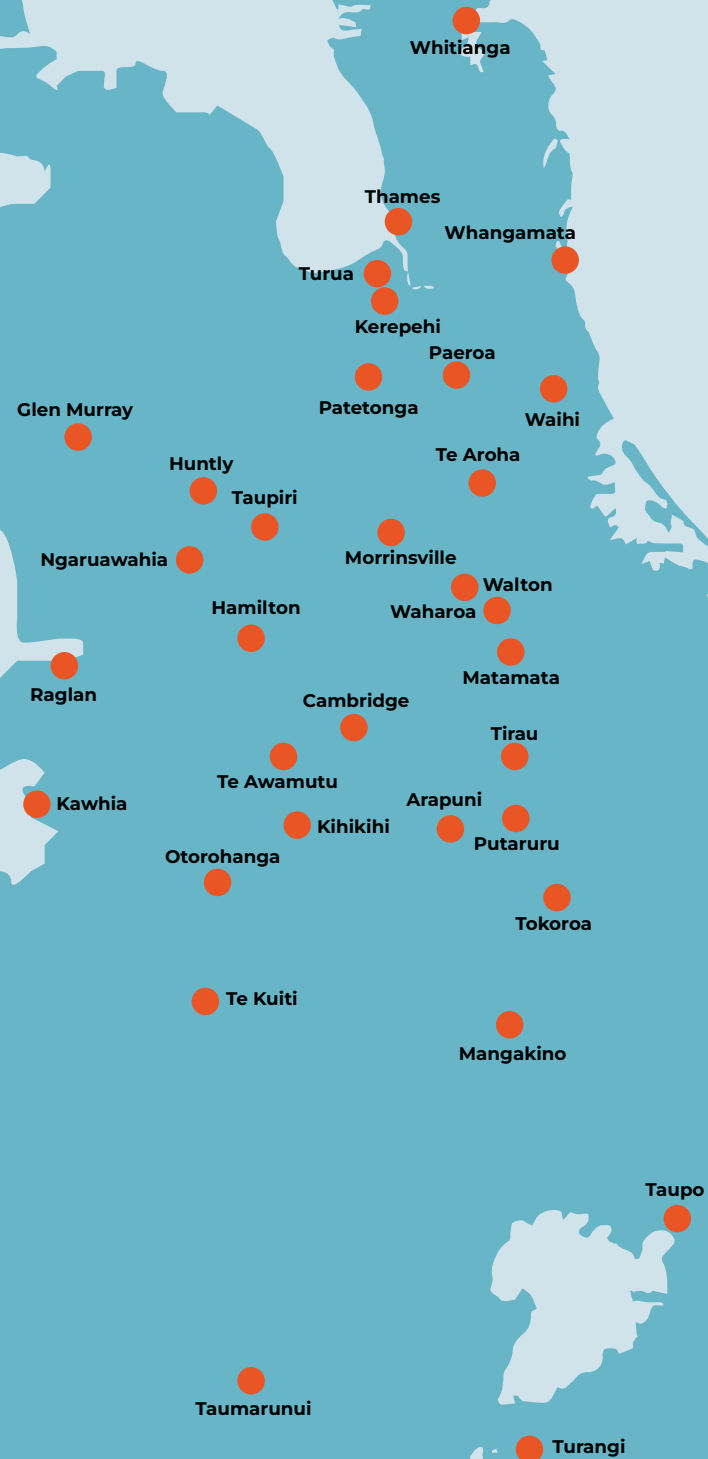 Whitianga
Thames
Whangamata
Turua
Kerepehi
Paeroa
Patetonga
Glen Murray
Waihi
Te Aroha
Huntly
Taupiri
Morrinsville
Ngaruawahia
Walton
Hamilton
Waharoa
Matamata
Raglan
Cambridge
Tirau
Te Awamutu
Arapuni
Kawhia
Kihikihi
Putaruru
Otorohanga
Tokoroa
Te Kuiti
Mangakino
Taupo
Taumarunui
Turangi